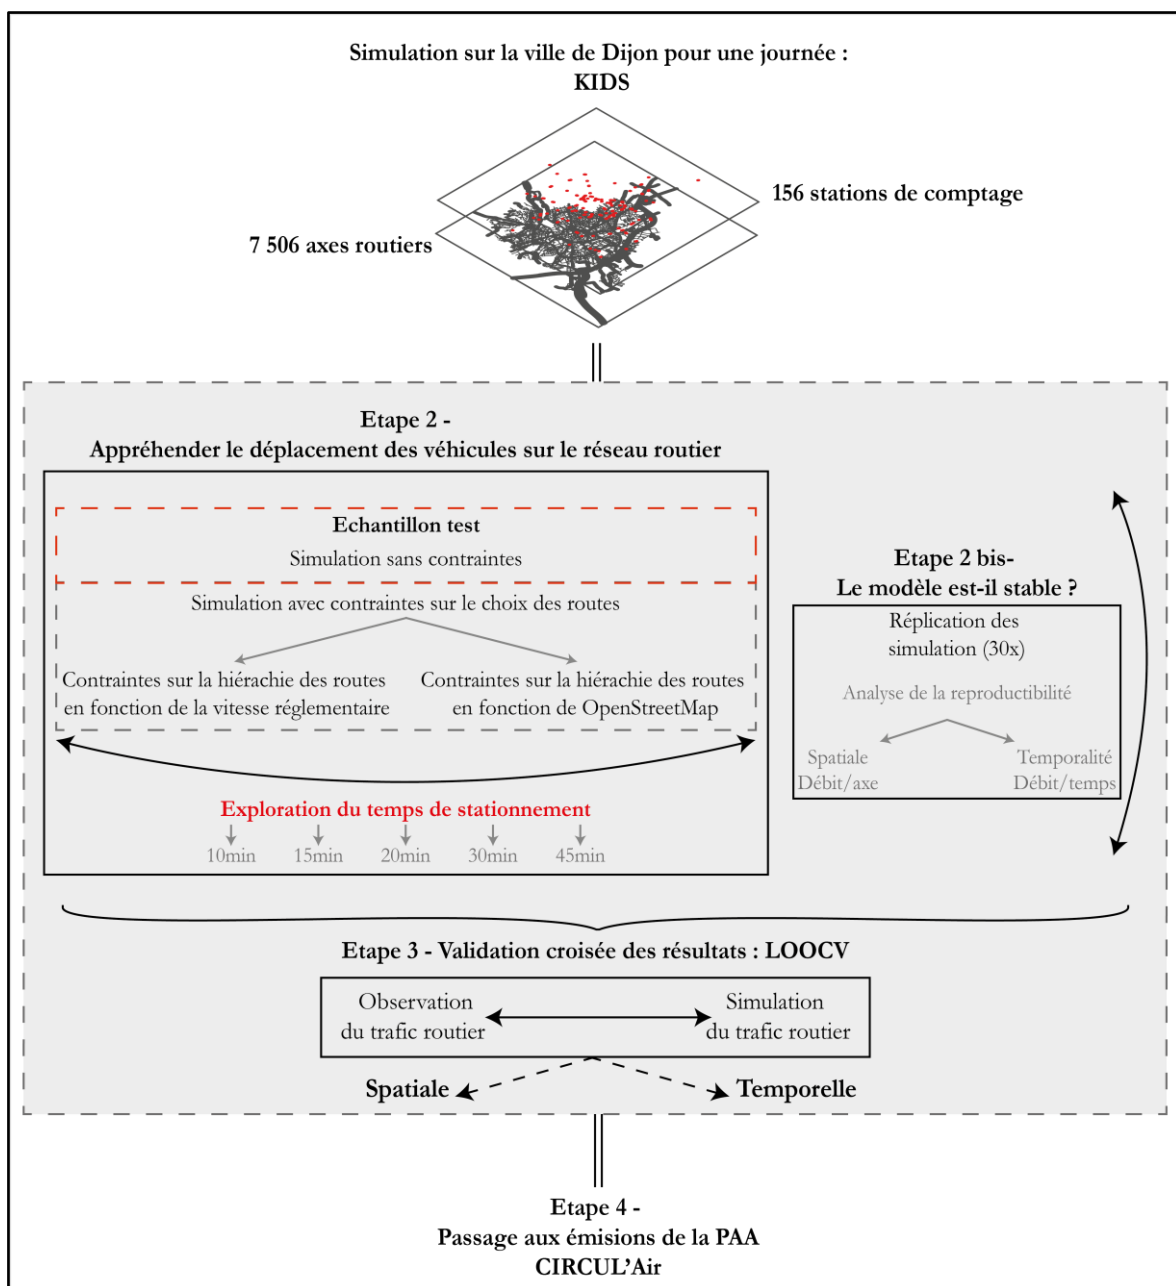 Simulation sur la ville de Dijon pour une journée :
KIDS
156 stations de comptage
7 506 axes routiers
Etape 2 -
Appréhender le déplacement des véhicules sur le réseau routier
Echantillon test
Simulation sans contraintes
Simulation avec contraintes sur le choix des routes
Contraintes sur la hiérachie des routes
en fonction de la vitesse réglementaire
Contraintes sur la hiérachie des routes
en fonction de OpenStreetMap
Exploration du temps de stationnement
10min
15min
20min
30min
45min
Etape 2 bis-
Le modèle est-il stable ?
Réplication des
simulation (30x)
Analyse de la reproductibilité
Spatiale
Débit/axe
Temporalité
Débit/temps
Etape 3 - Validation croisée des résultats : LOOCV
Observation
du trafic routier
Simulation
du trafic routier
Spatiale
Temporelle
Etape 4 -
Passage aux émisions de la PAA
CIRCUL'Air